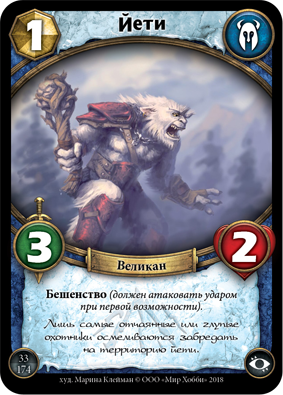 1
Йети
3
Великан
2
Бешенство (должен атаковать ударом
при первой возможности).
Лишь самые отчаянные или глупые
охотники осмеливаются забредать
на территорию йети.
33
174
худ. Марина Клейман © ООО «Мир Хобби» 2018